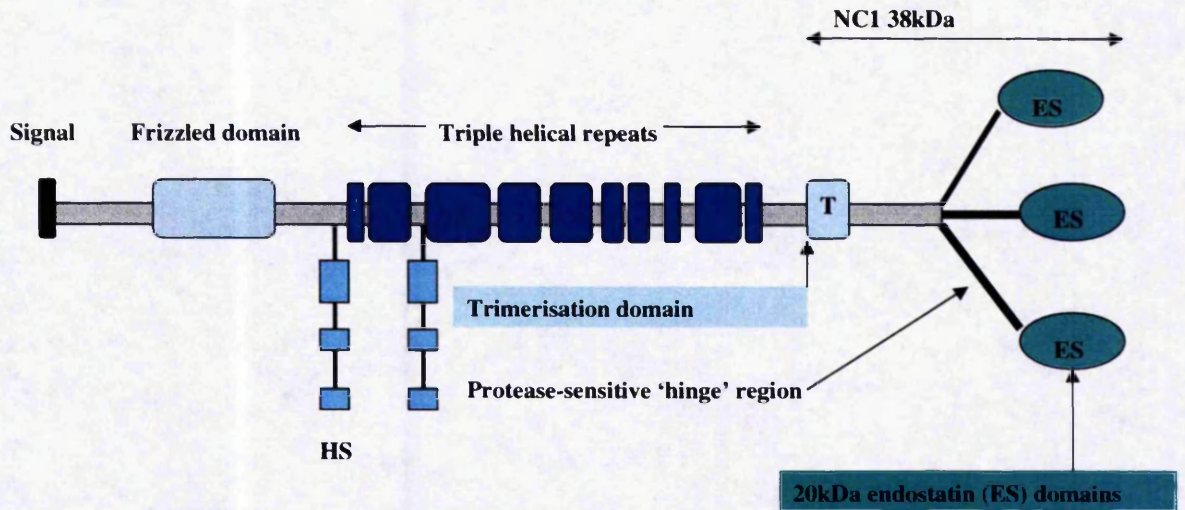 NC1 38kDa
ES
Signal
Frizzled domain
Triple helical repeats
T
ES
Trimerisation domain
ES
Protease-sensitive ‘hinge’ region
HS
20kDa endostatin (ES) domains